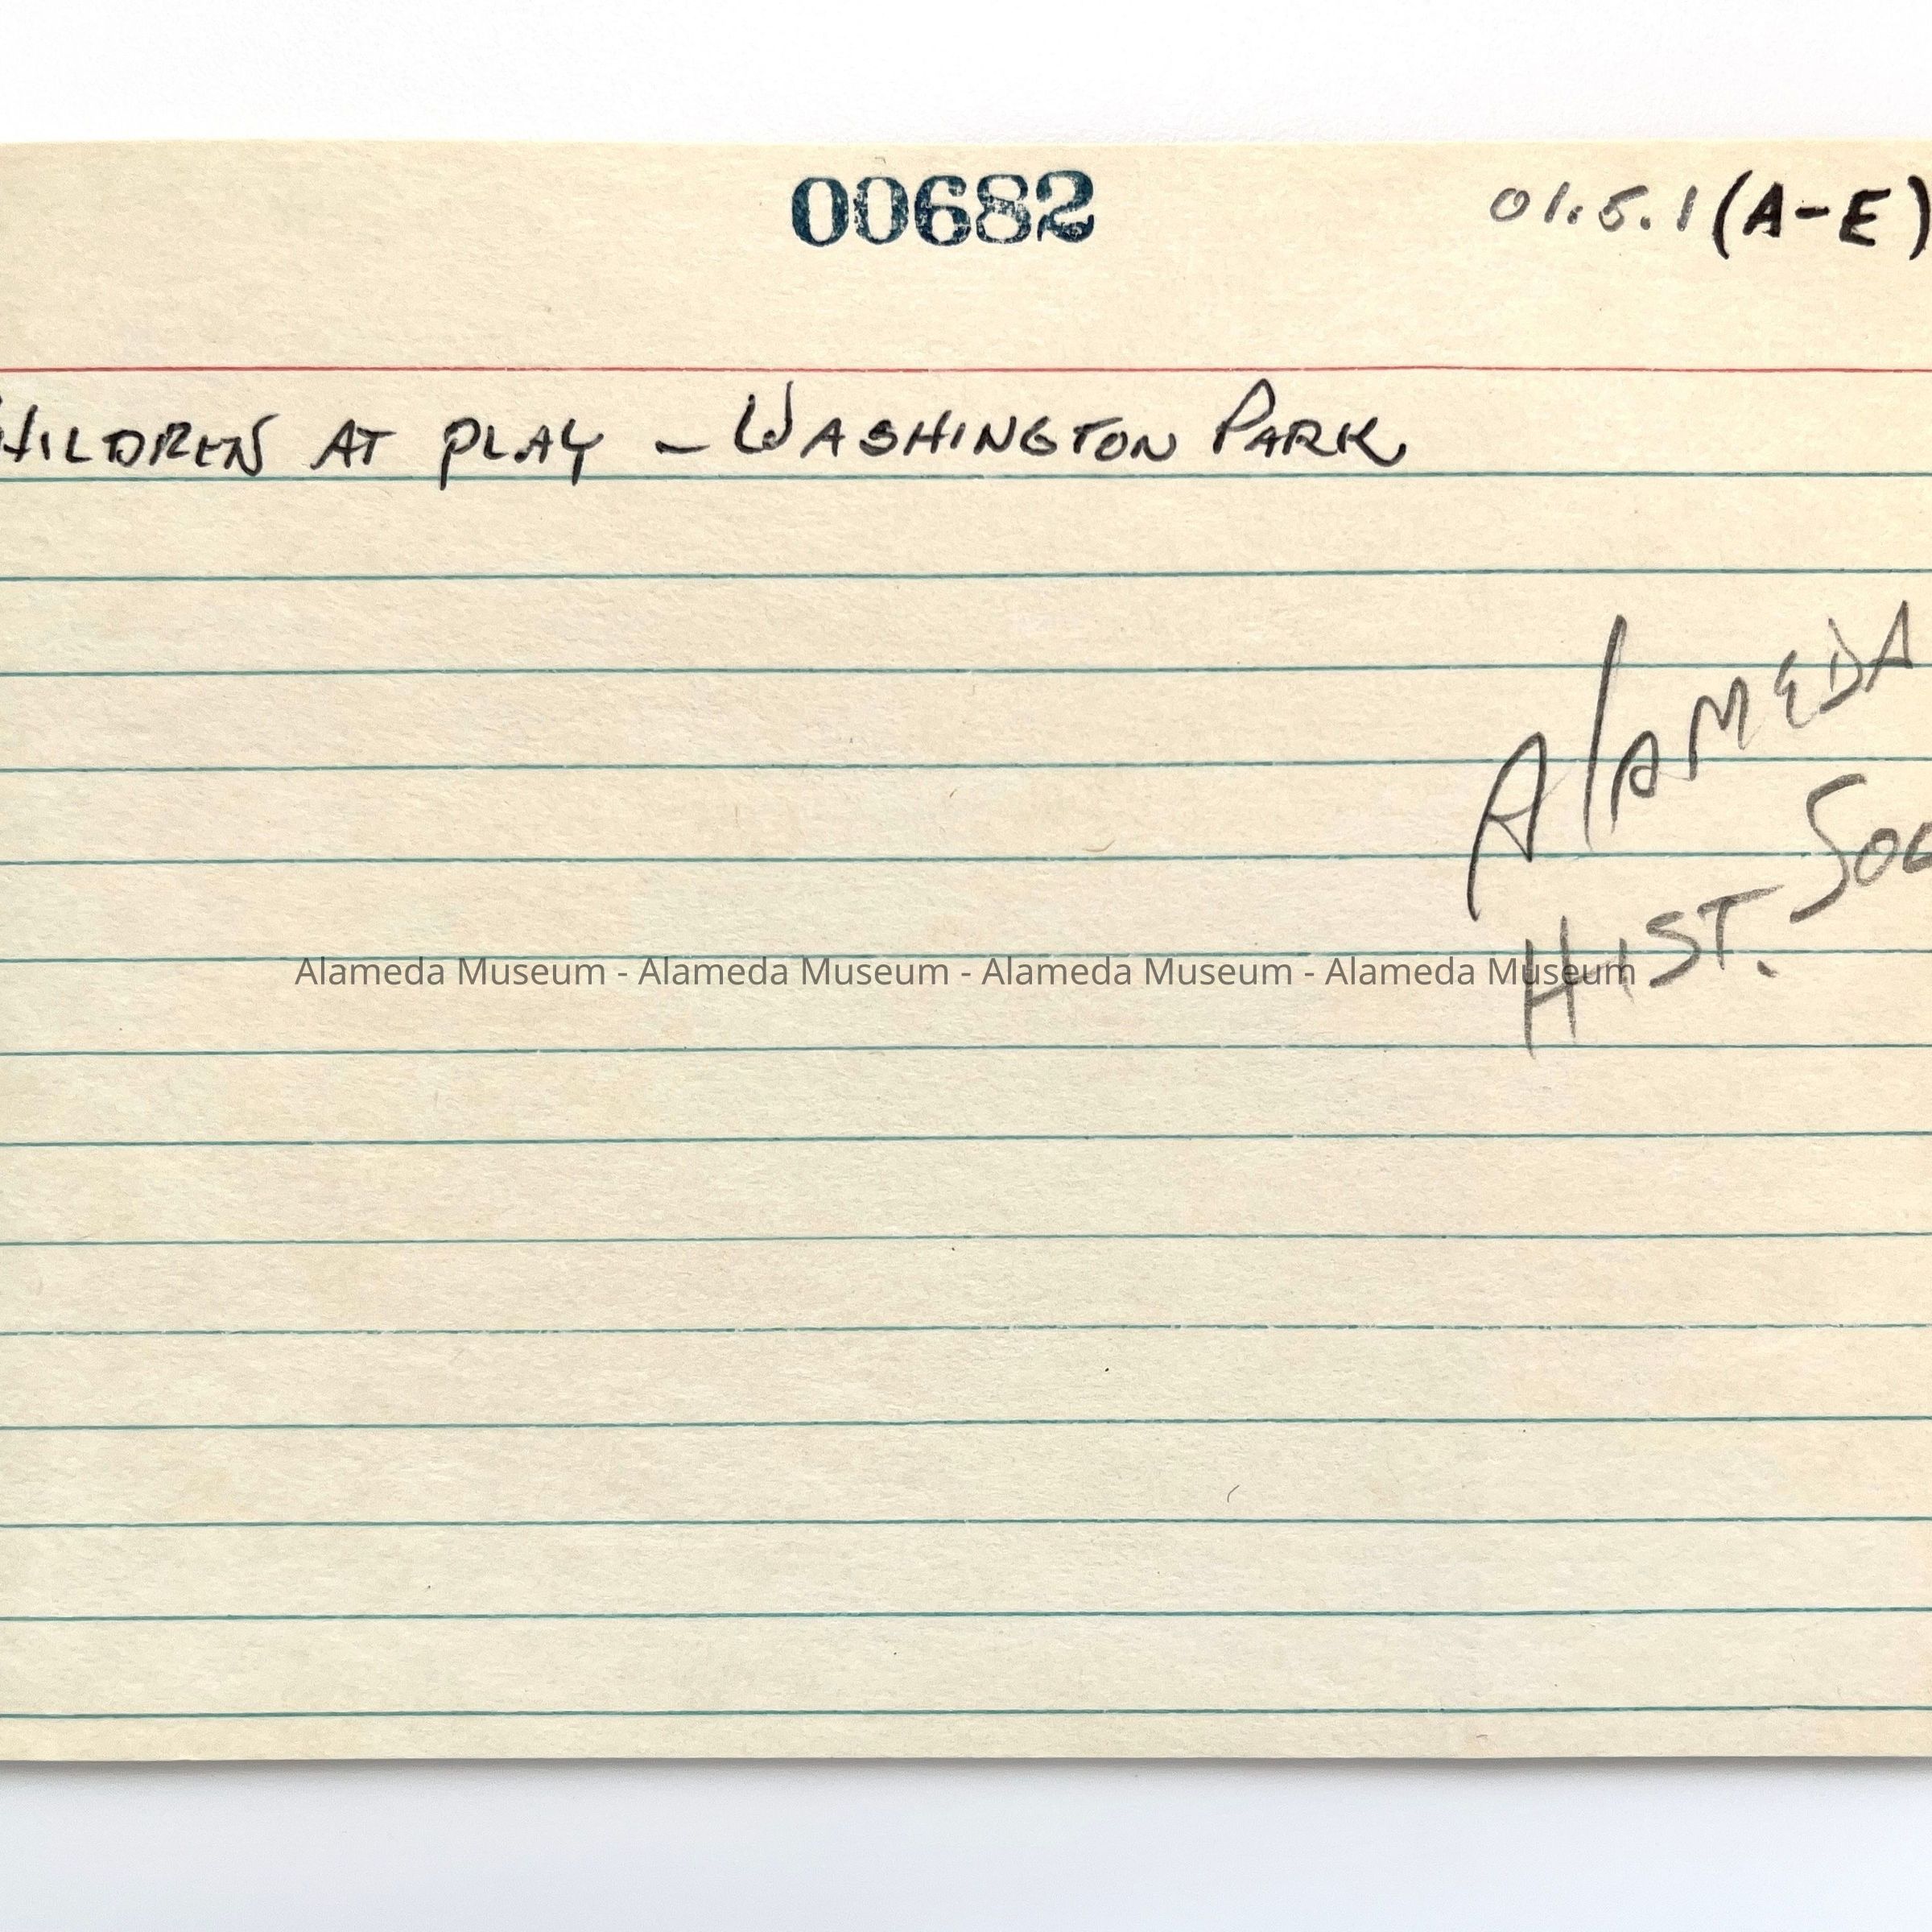 00682
01.5.1 (A-E)
CHILDREN AT PLAY - WASHINGTON PARK
ALAMEDA
HIST. SOC
Alameda Museum - Alameda Museum - Alameda Museum - Alameda Museum